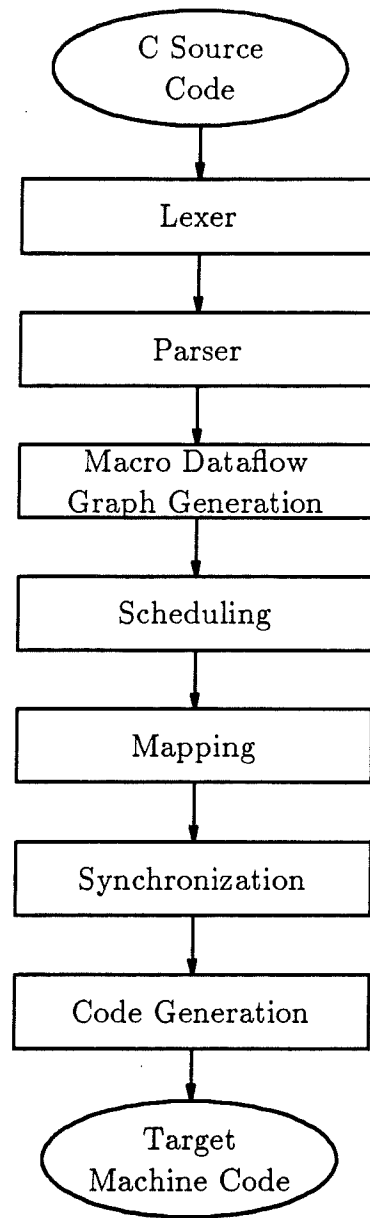 C Source
Code
Lexer
Parser
Macro Dataflow
Graph Generation
Scheduling
Mapping
Synchronization
Code Generation
Target
Machine Code